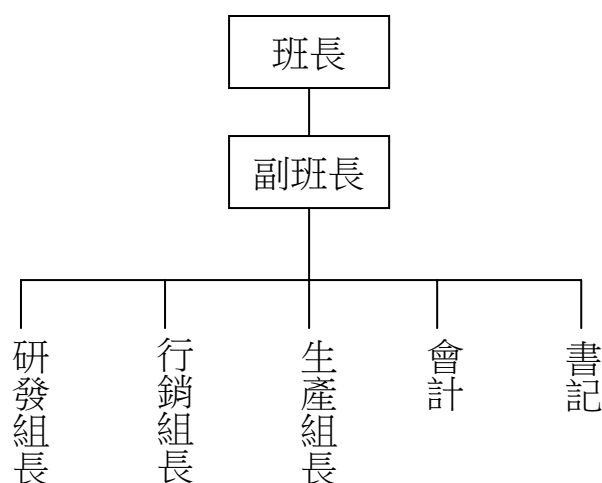 班長
副班長
研發組長
行銷組長
生產組長
會計
書記